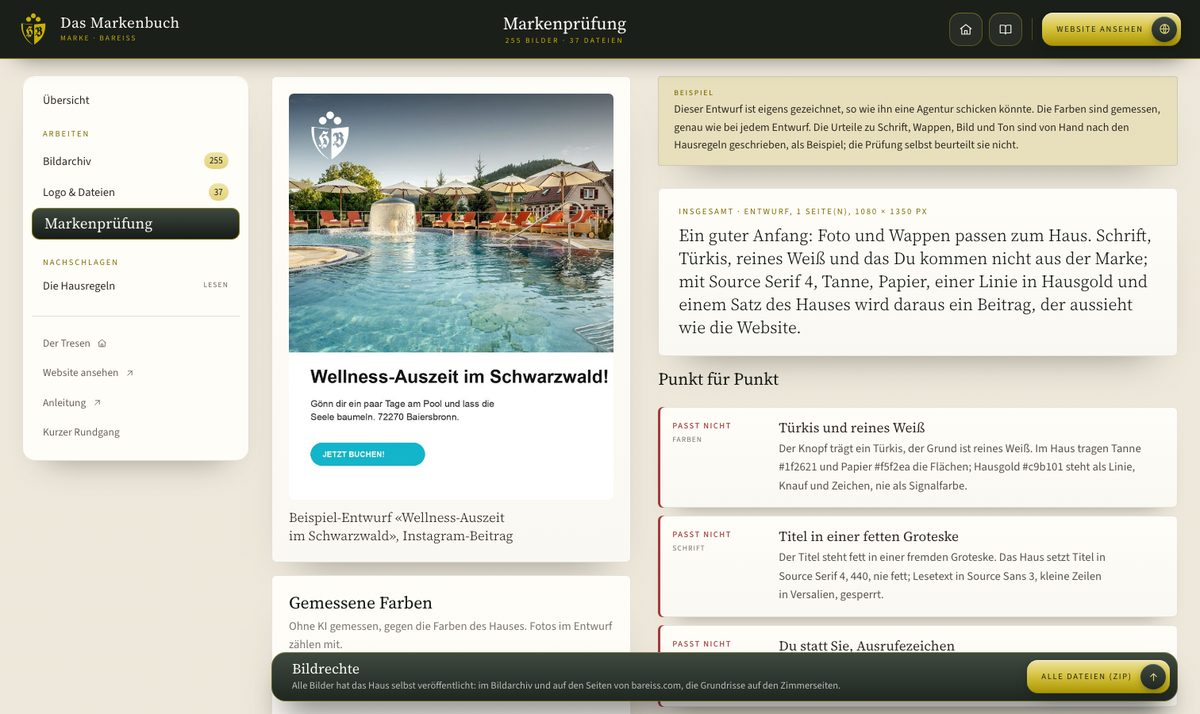 Das Markenbuch
MARKE · BAREISS
Markenprüfung
255 BILDER · 37 DATEIEN
WEBSITE ANSEHEN
Übersicht
ARBEITEN
Bildarchiv 255
Logo & Dateien 37
Markenprüfung
NACHSCHLAGEN
Die Hausregeln LESEN
Der Tresen
Website ansehen ↗
Anleitung ↗
Kurzer Rundgang
Wellness-Auszeit im Schwarzwald!
Gönn dir ein paar Tage am Pool und lass die
Seele baumeln. 72270 Baiersbronn.
JETZT BUCHEN!
Beispiel-Entwurf «Wellness-Auszeit
im Schwarzwald», Instagram-Beitrag
Gemessene Farben
Ohne KI gemessen, gegen die Farben des Hauses. Fotos im Entwurf
zählen mit.
BEISPIEL
Dieser Entwurf ist eigens gezeichnet, so wie ihn eine Agentur schicken könnte. Die Farben sind gemessen,
genau wie bei jedem Entwurf. Die Urteile zu Schrift, Wappen, Bild und Ton sind von Hand nach den
Hausregeln geschrieben, als Beispiel; die Prüfung selbst beurteilt sie nicht.
INSGESAMT · ENTWURF, 1 SEITE(N), 1080 × 1350 PX
Ein guter Anfang: Foto und Wappen passen zum Haus. Schrift,
Türkis, reines Weiß und das Du kommen nicht aus der Marke;
mit Source Serif 4, Tanne, Papier, einer Linie in Hausgold und
einem Satz des Hauses wird daraus ein Beitrag, der aussieht
wie die Website.
Punkt für Punkt
PASST NICHT
FARBEN
Türkis und reines Weiß
Der Knopf trägt ein Türkis, der Grund ist reines Weiß. Im Haus tragen Tanne
#1f2621 und Papier #f5f2ea die Flächen; Hausgold #c9b101 steht als Linie,
Knauf und Zeichen, nie als Signalfarbe.
PASST NICHT
SCHRIFT
Titel in einer fetten Groteske
Der Titel steht fett in einer fremden Groteske. Das Haus setzt Titel in
Source Serif 4, 440, nie fett; Lesetext in Source Sans 3, kleine Zeilen
in Versalien, gesperrt.
PASST NICHT
Du statt Sie, Ausrufezeichen
Bildrechte
Alle Bilder hat das Haus selbst veröffentlicht: im Bildarchiv und auf den Seiten von bareiss.com, die Grundrisse auf den Zimmerseiten.
ALLE DATEIEN (ZIP)